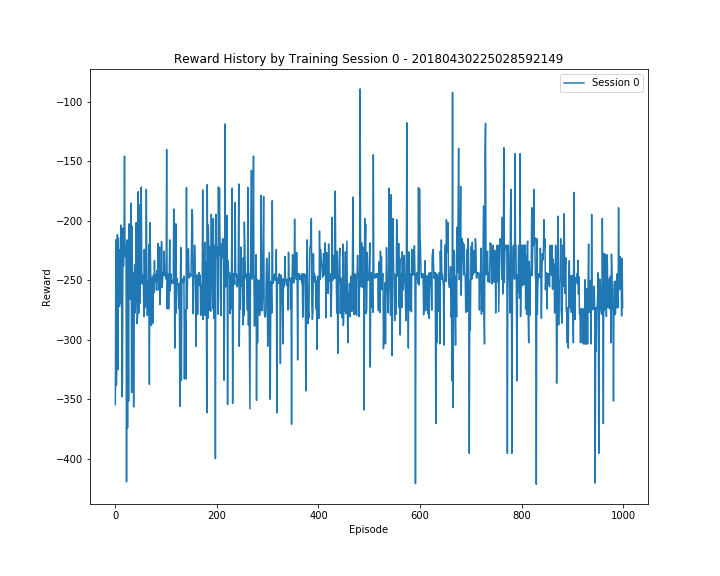 Reward History by Training Session 0 - 20180430225028592149
Session 0
−100
−150
−200
−250
−300
−350
−400
Reward
0 200 400 600 800 1000
Episode